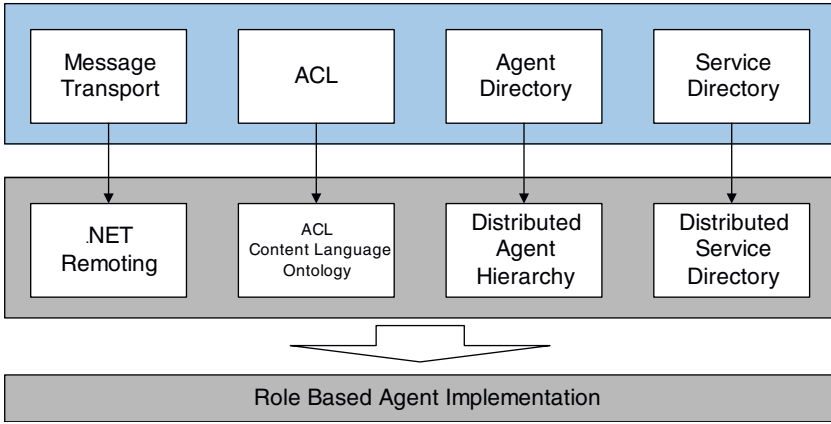 Message
Transport
ACL
Agent
Directory
Service
Directory
.NET
Remoting
ACL
Content Language
Ontology
Distributed
Agent
Hierarchy
Distributed
Service
Directory
Role Based Agent Implementation